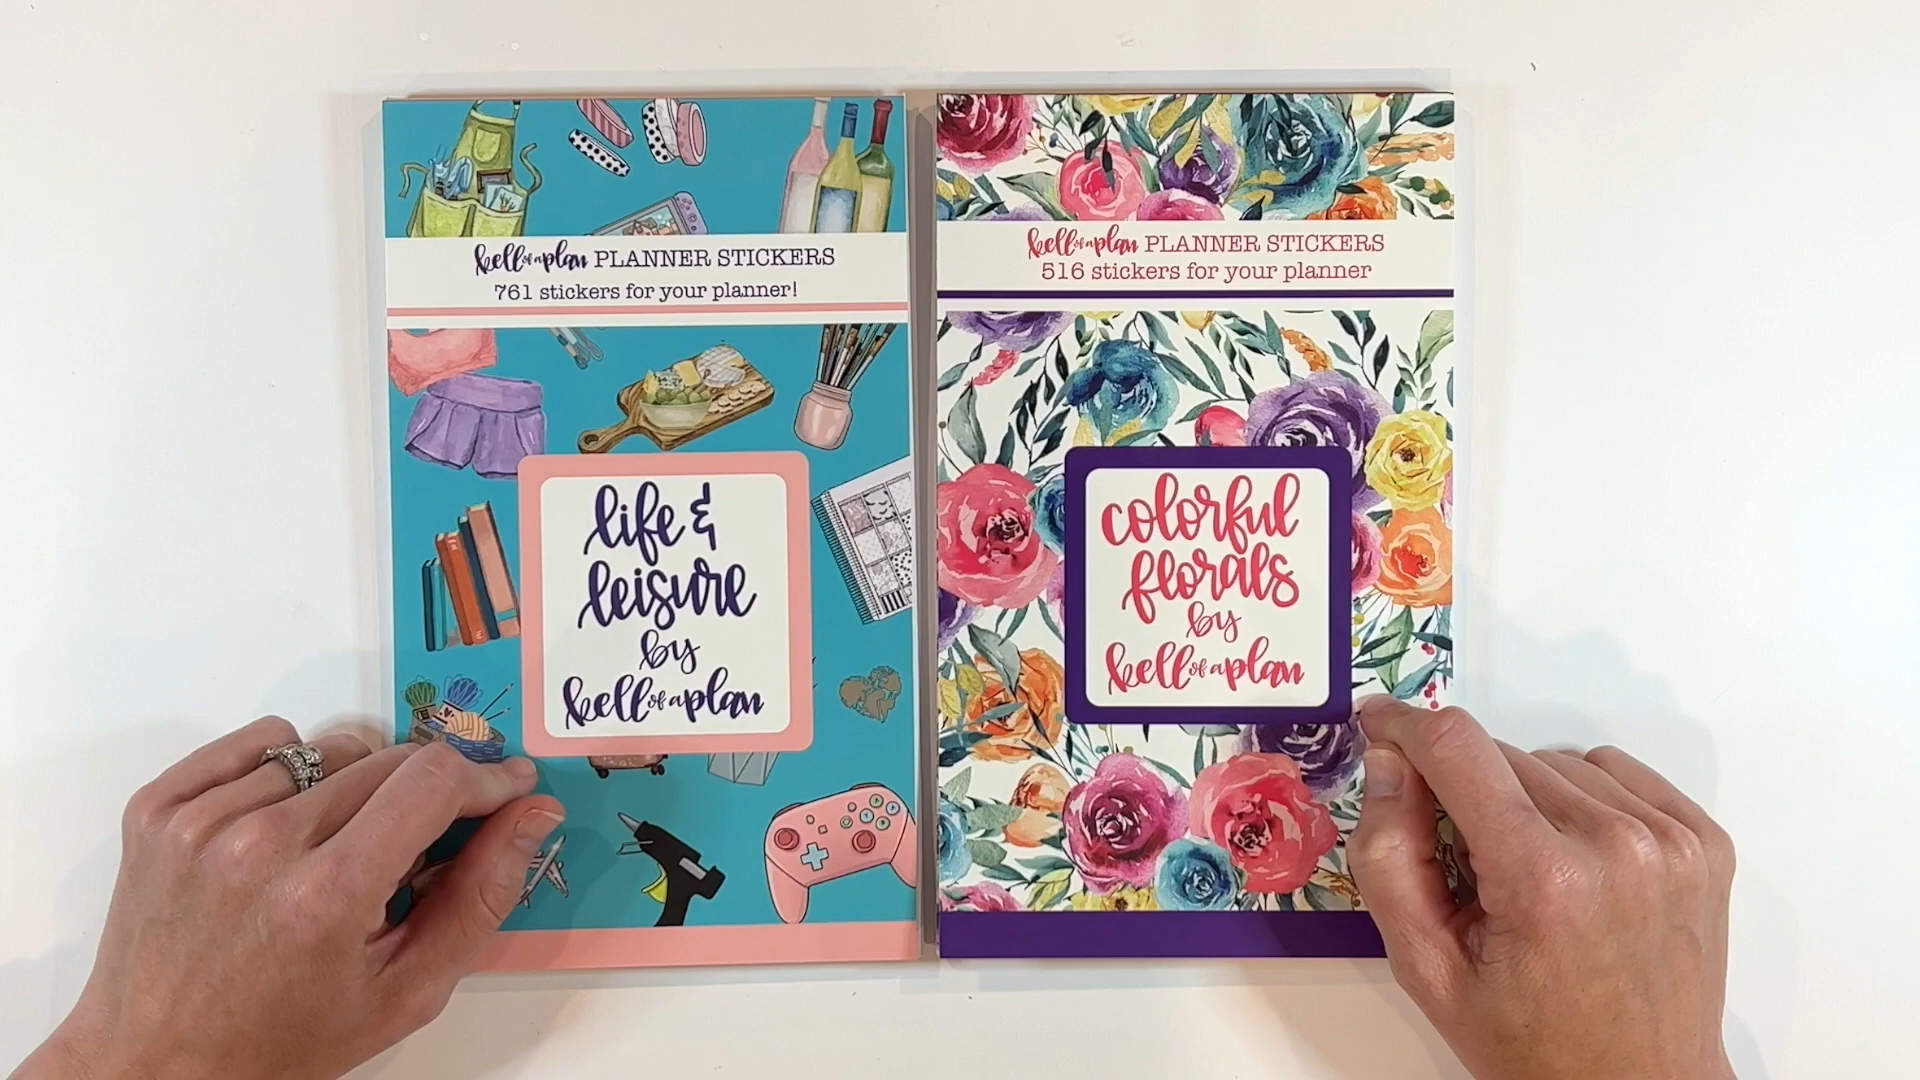 kell of a plan PLANNER STICKERS
761 stickers for your planner!
life &
leisure
by
kell of a plan
kell of a plan PLANNER STICKERS
516 stickers for your planner
colorful
florals
by
kell of a plan